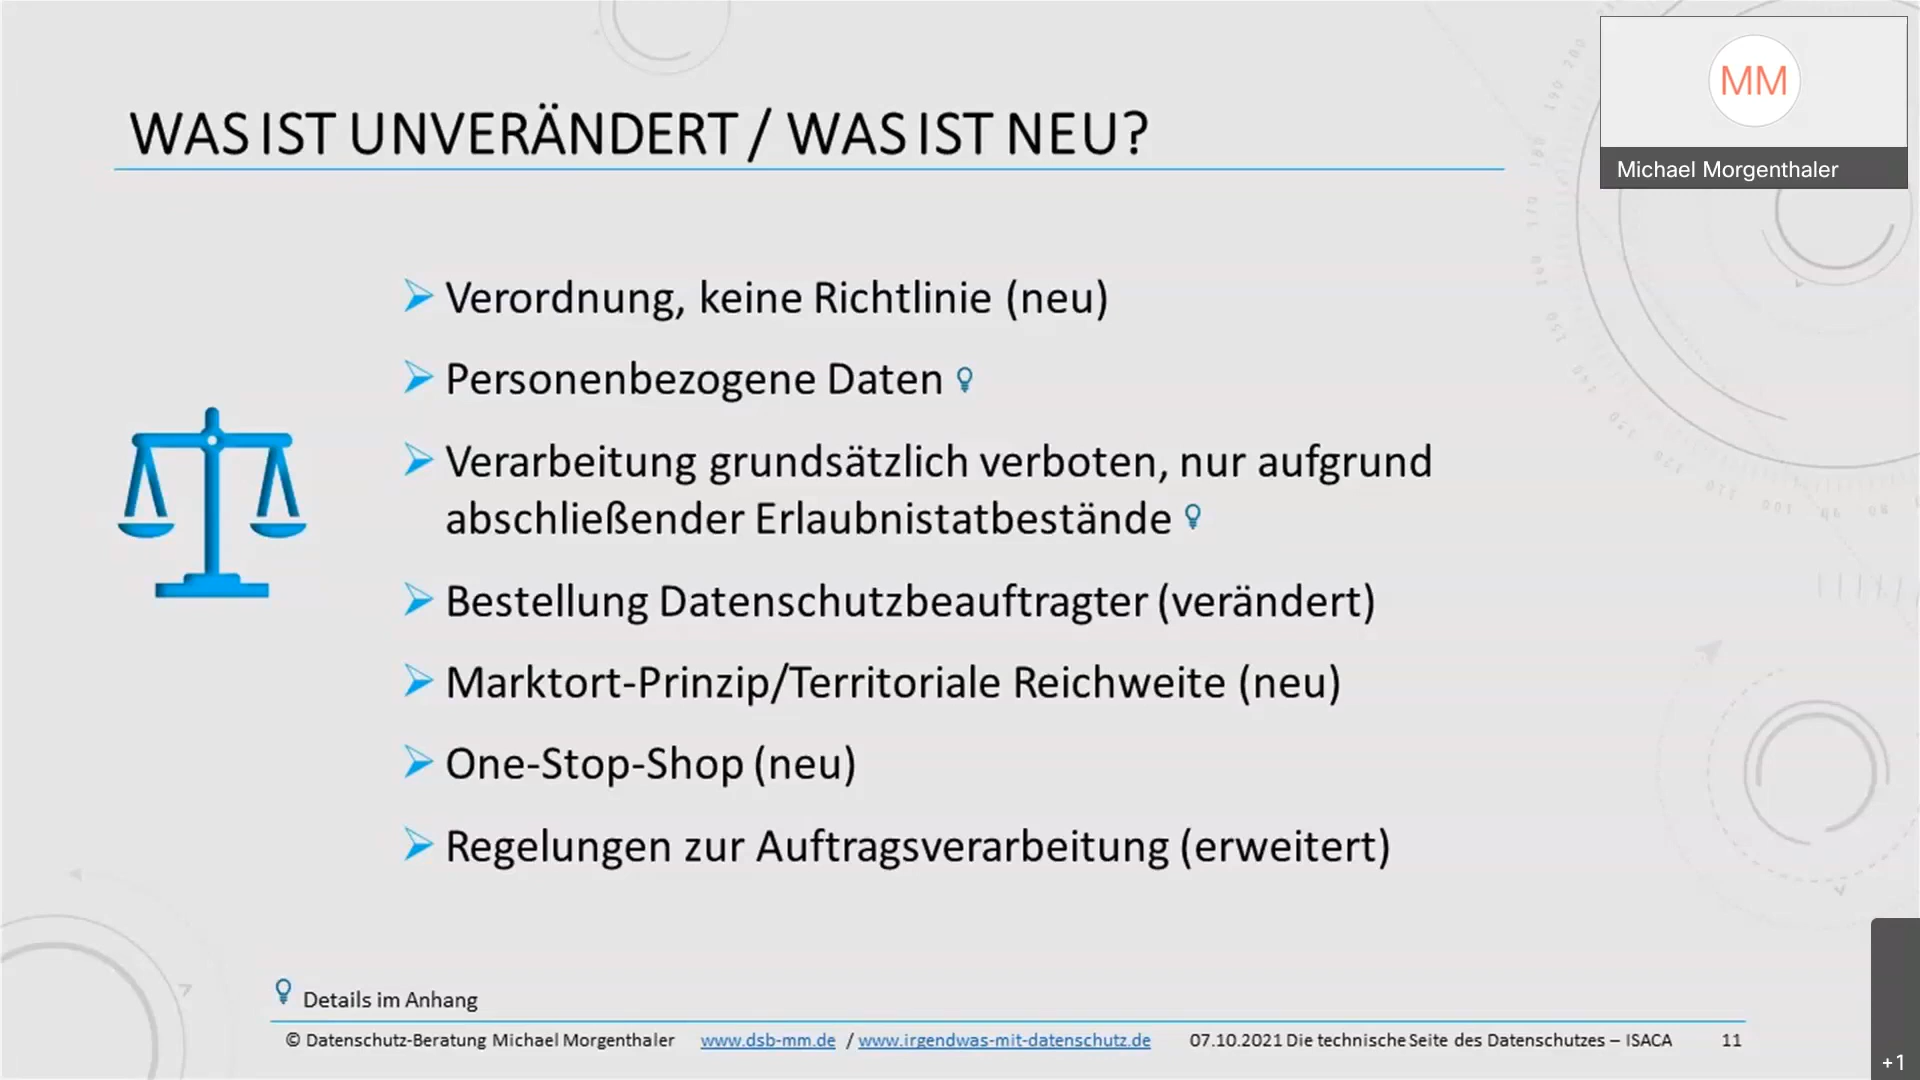 MM
Michael Morgenthaler
WAS IST UNVERÄNDERT / WAS IST NEU?
Verordnung, keine Richtlinie (neu)
Personenbezogene Daten
Verarbeitung grundsätzlich verboten, nur aufgrund
abschließender Erlaubnistatbestände
Bestellung Datenschutzbeauftragter (verändert)
Marktort-Prinzip/Territoriale Reichweite (neu)
One-Stop-Shop (neu)
Regelungen zur Auftragsverarbeitung (erweitert)
Details im Anhang
© Datenschutz-Beratung Michael Morgenthaler www.dsb-mm.de / www.irgendwas-mit-datenschutz.de 07.10.2021 Die technische Seite des Datenschutzes – ISACA 11
+1